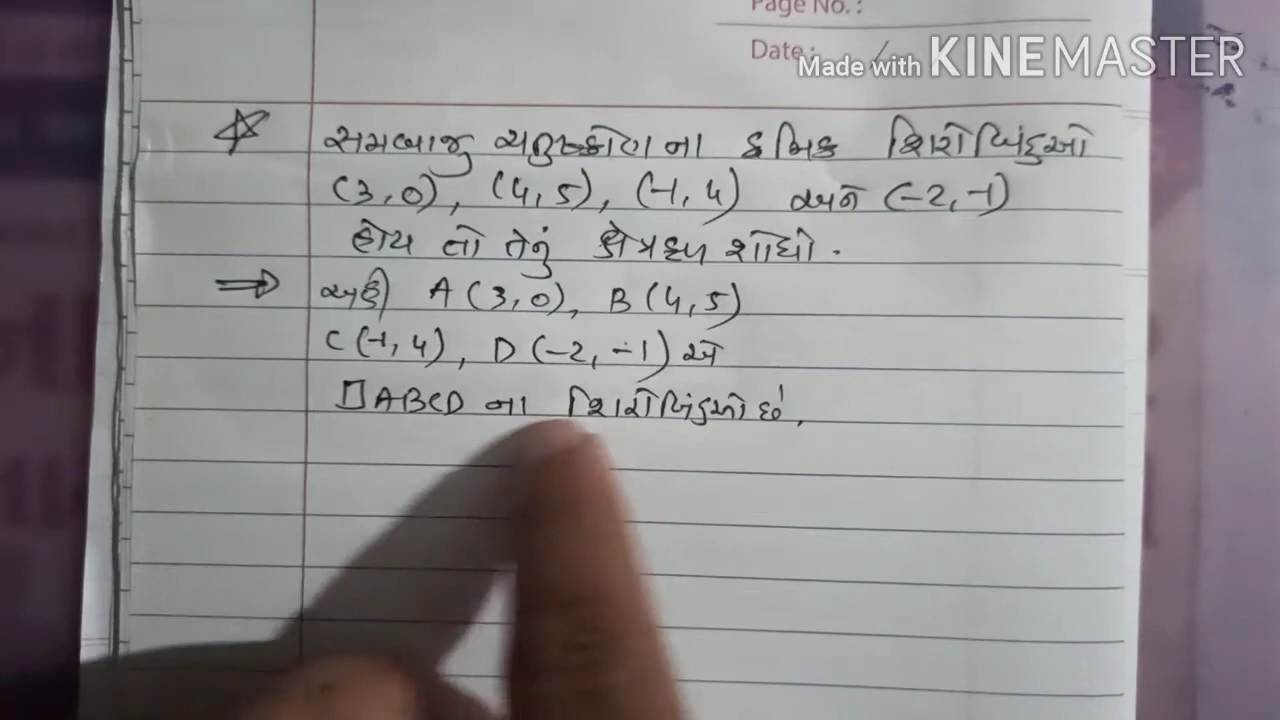 Page No. :
Date :
Made with KINEMASTER
☆ સમબાજુ ચતુષ્કોણના ક્રમિક શિરોબિંદુઓ
(3, 0), (4, 5), (-1, 4) અને (-2, -1)
હોય તો તેનું ક્ષેત્રફળ શોધો.
⇒ અહીં A (3, 0), B (4, 5)
C (-1, 4), D (-2, -1) એ
□ABCD ના શિરોબિંદુઓ છે,